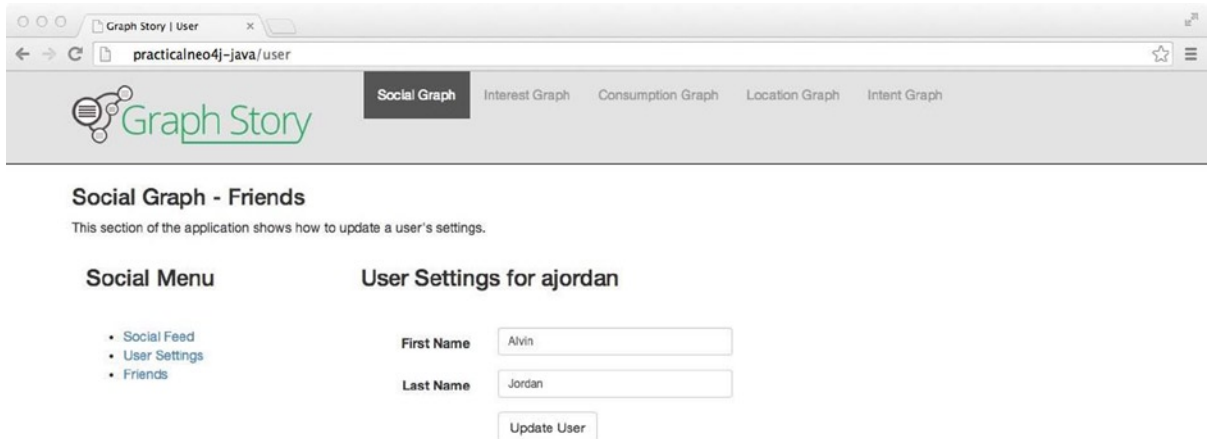 Graph Story | User
practicalneo4j-java/user
Graph Story
Social Graph Interest Graph Consumption Graph Location Graph Intent Graph
Social Graph - Friends
This section of the application shows how to update a user's settings.
Social Menu
• Social Feed
• User Settings
• Friends
User Settings for ajordan
First Name Alvin
Last Name Jordan
Update User